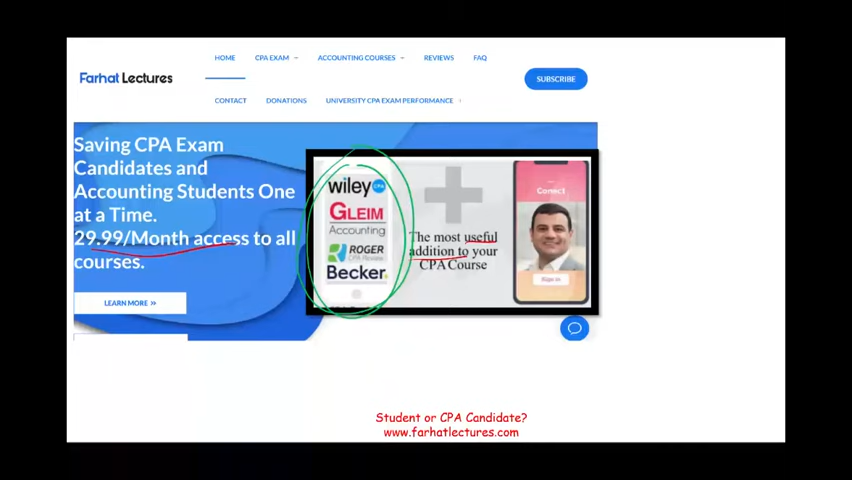 HOME
CPA EXAM
ACCOUNTING COURSES
REVIEWS
FAQ
Farhat Lectures
SUBSCRIBE
CONTACT
DONATIONS
UNIVERSITY CPA EXAM PERFORMANCE
Saving CPA Exam
Candidates and
Accounting Students One
at a Time.
29.99/Month access to all
courses.
LEARN MORE »
wiley CPA
GLEIM
Accounting
ROGER
CPA Review
Becker.
The most useful
addition to your
CPA Course
Conect
Sign in
Student or CPA Candidate?
www.farhatlectures.com